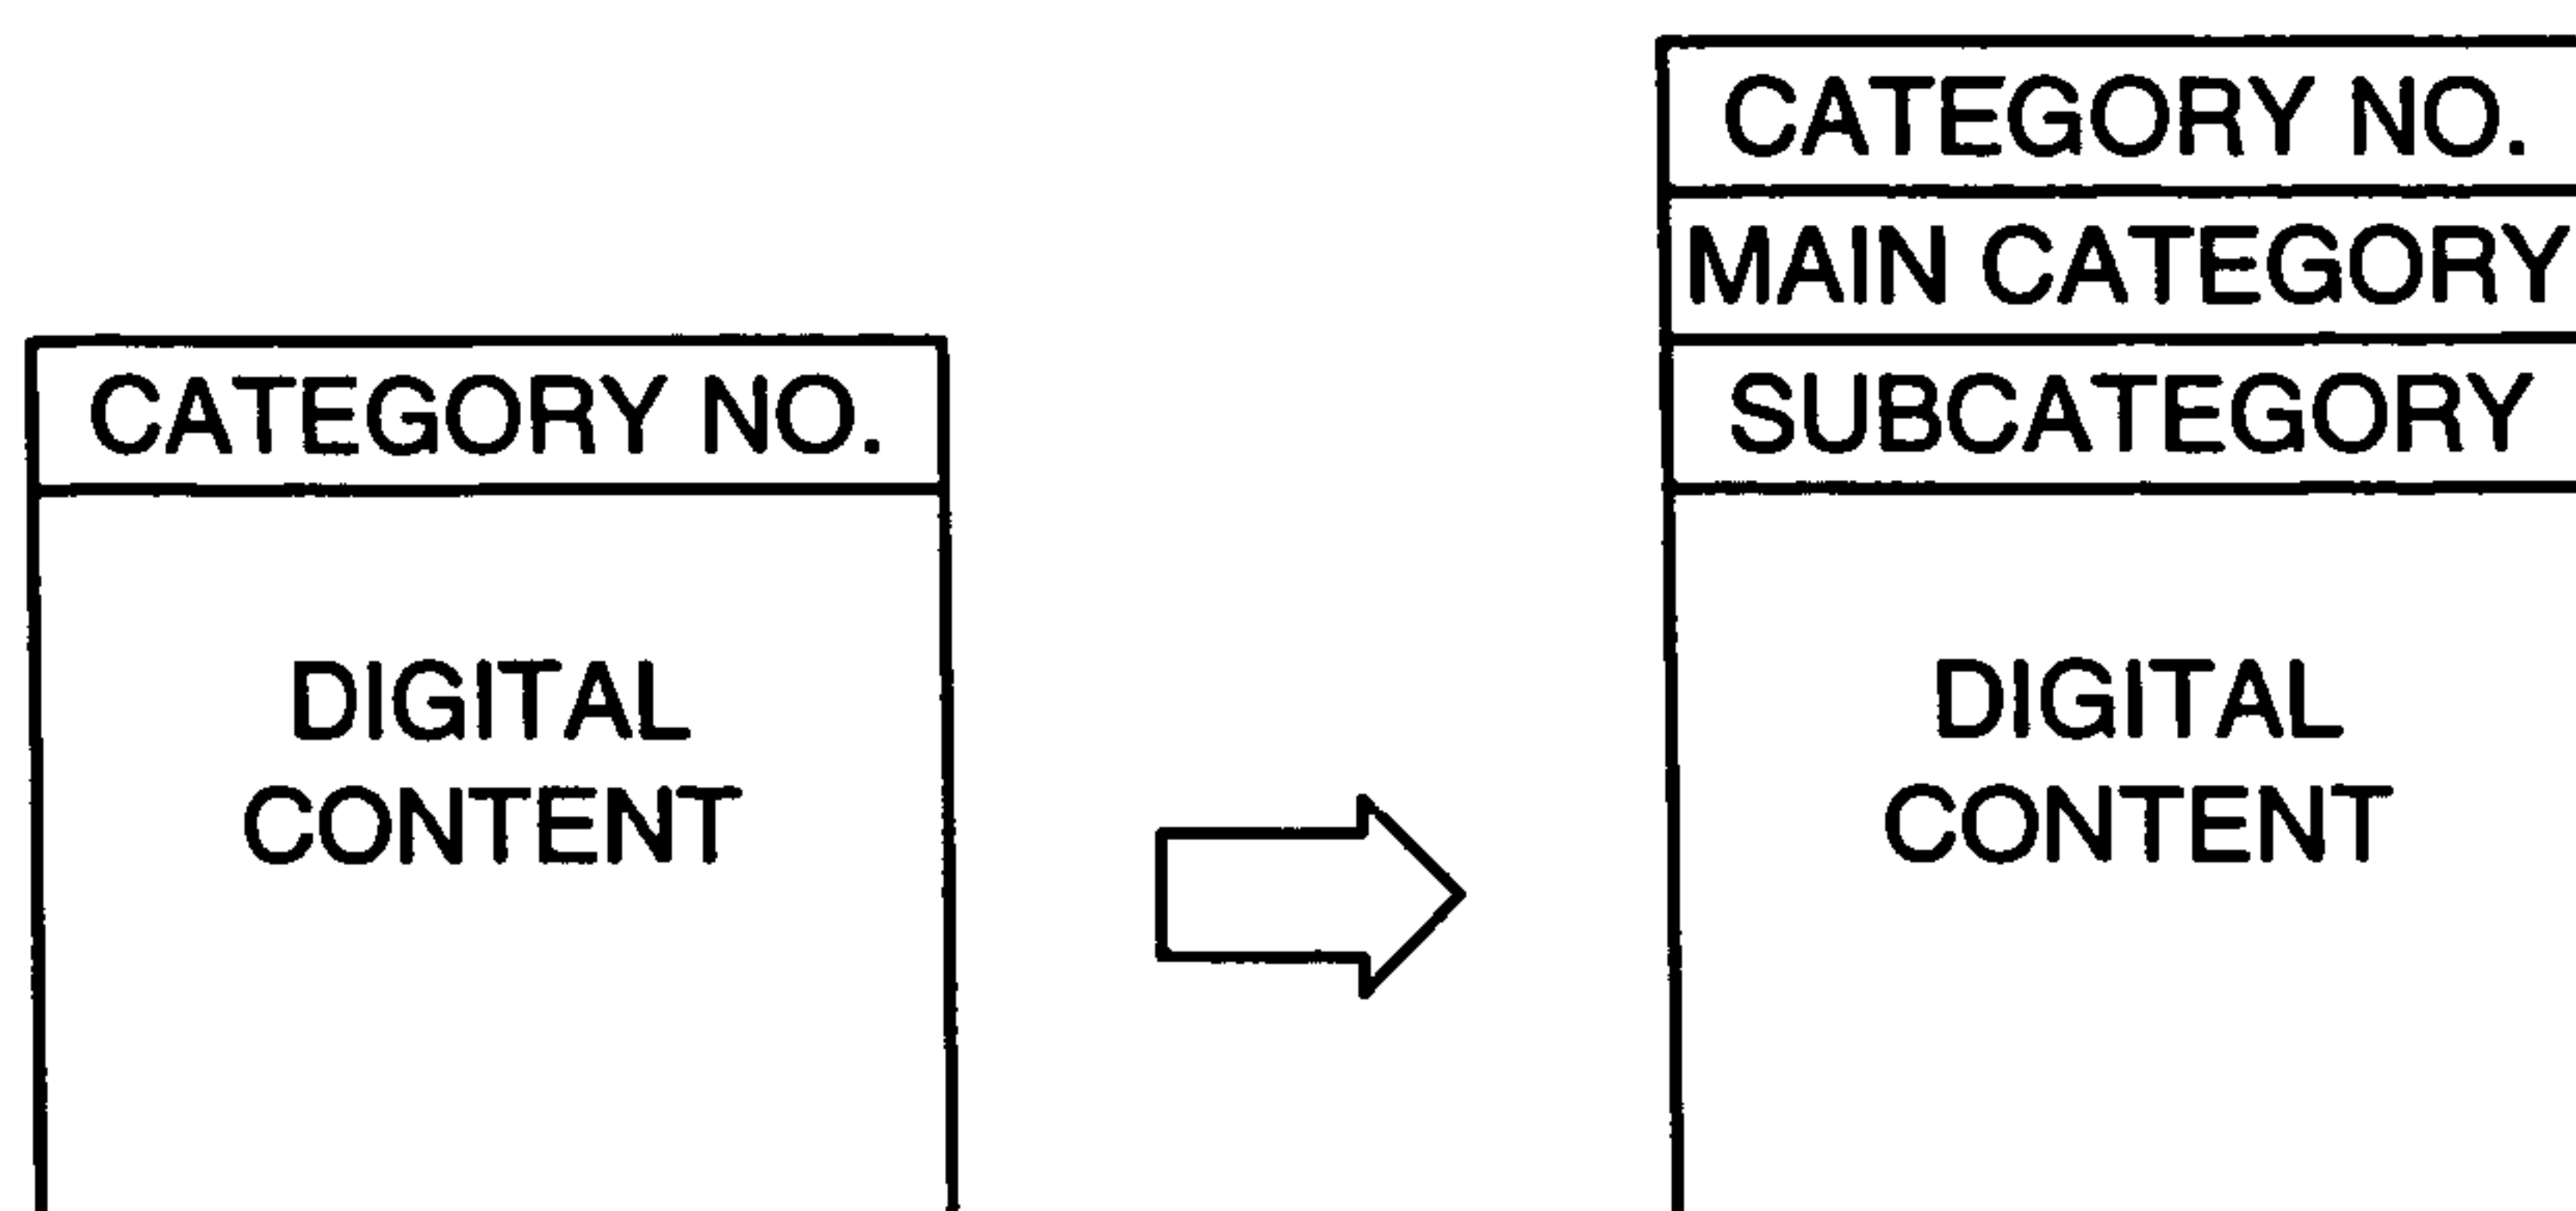 CATEGORY NO.
DIGITAL
CONTENT
CATEGORY NO.
MAIN CATEGORY
SUBCATEGORY
DIGITAL
CONTENT